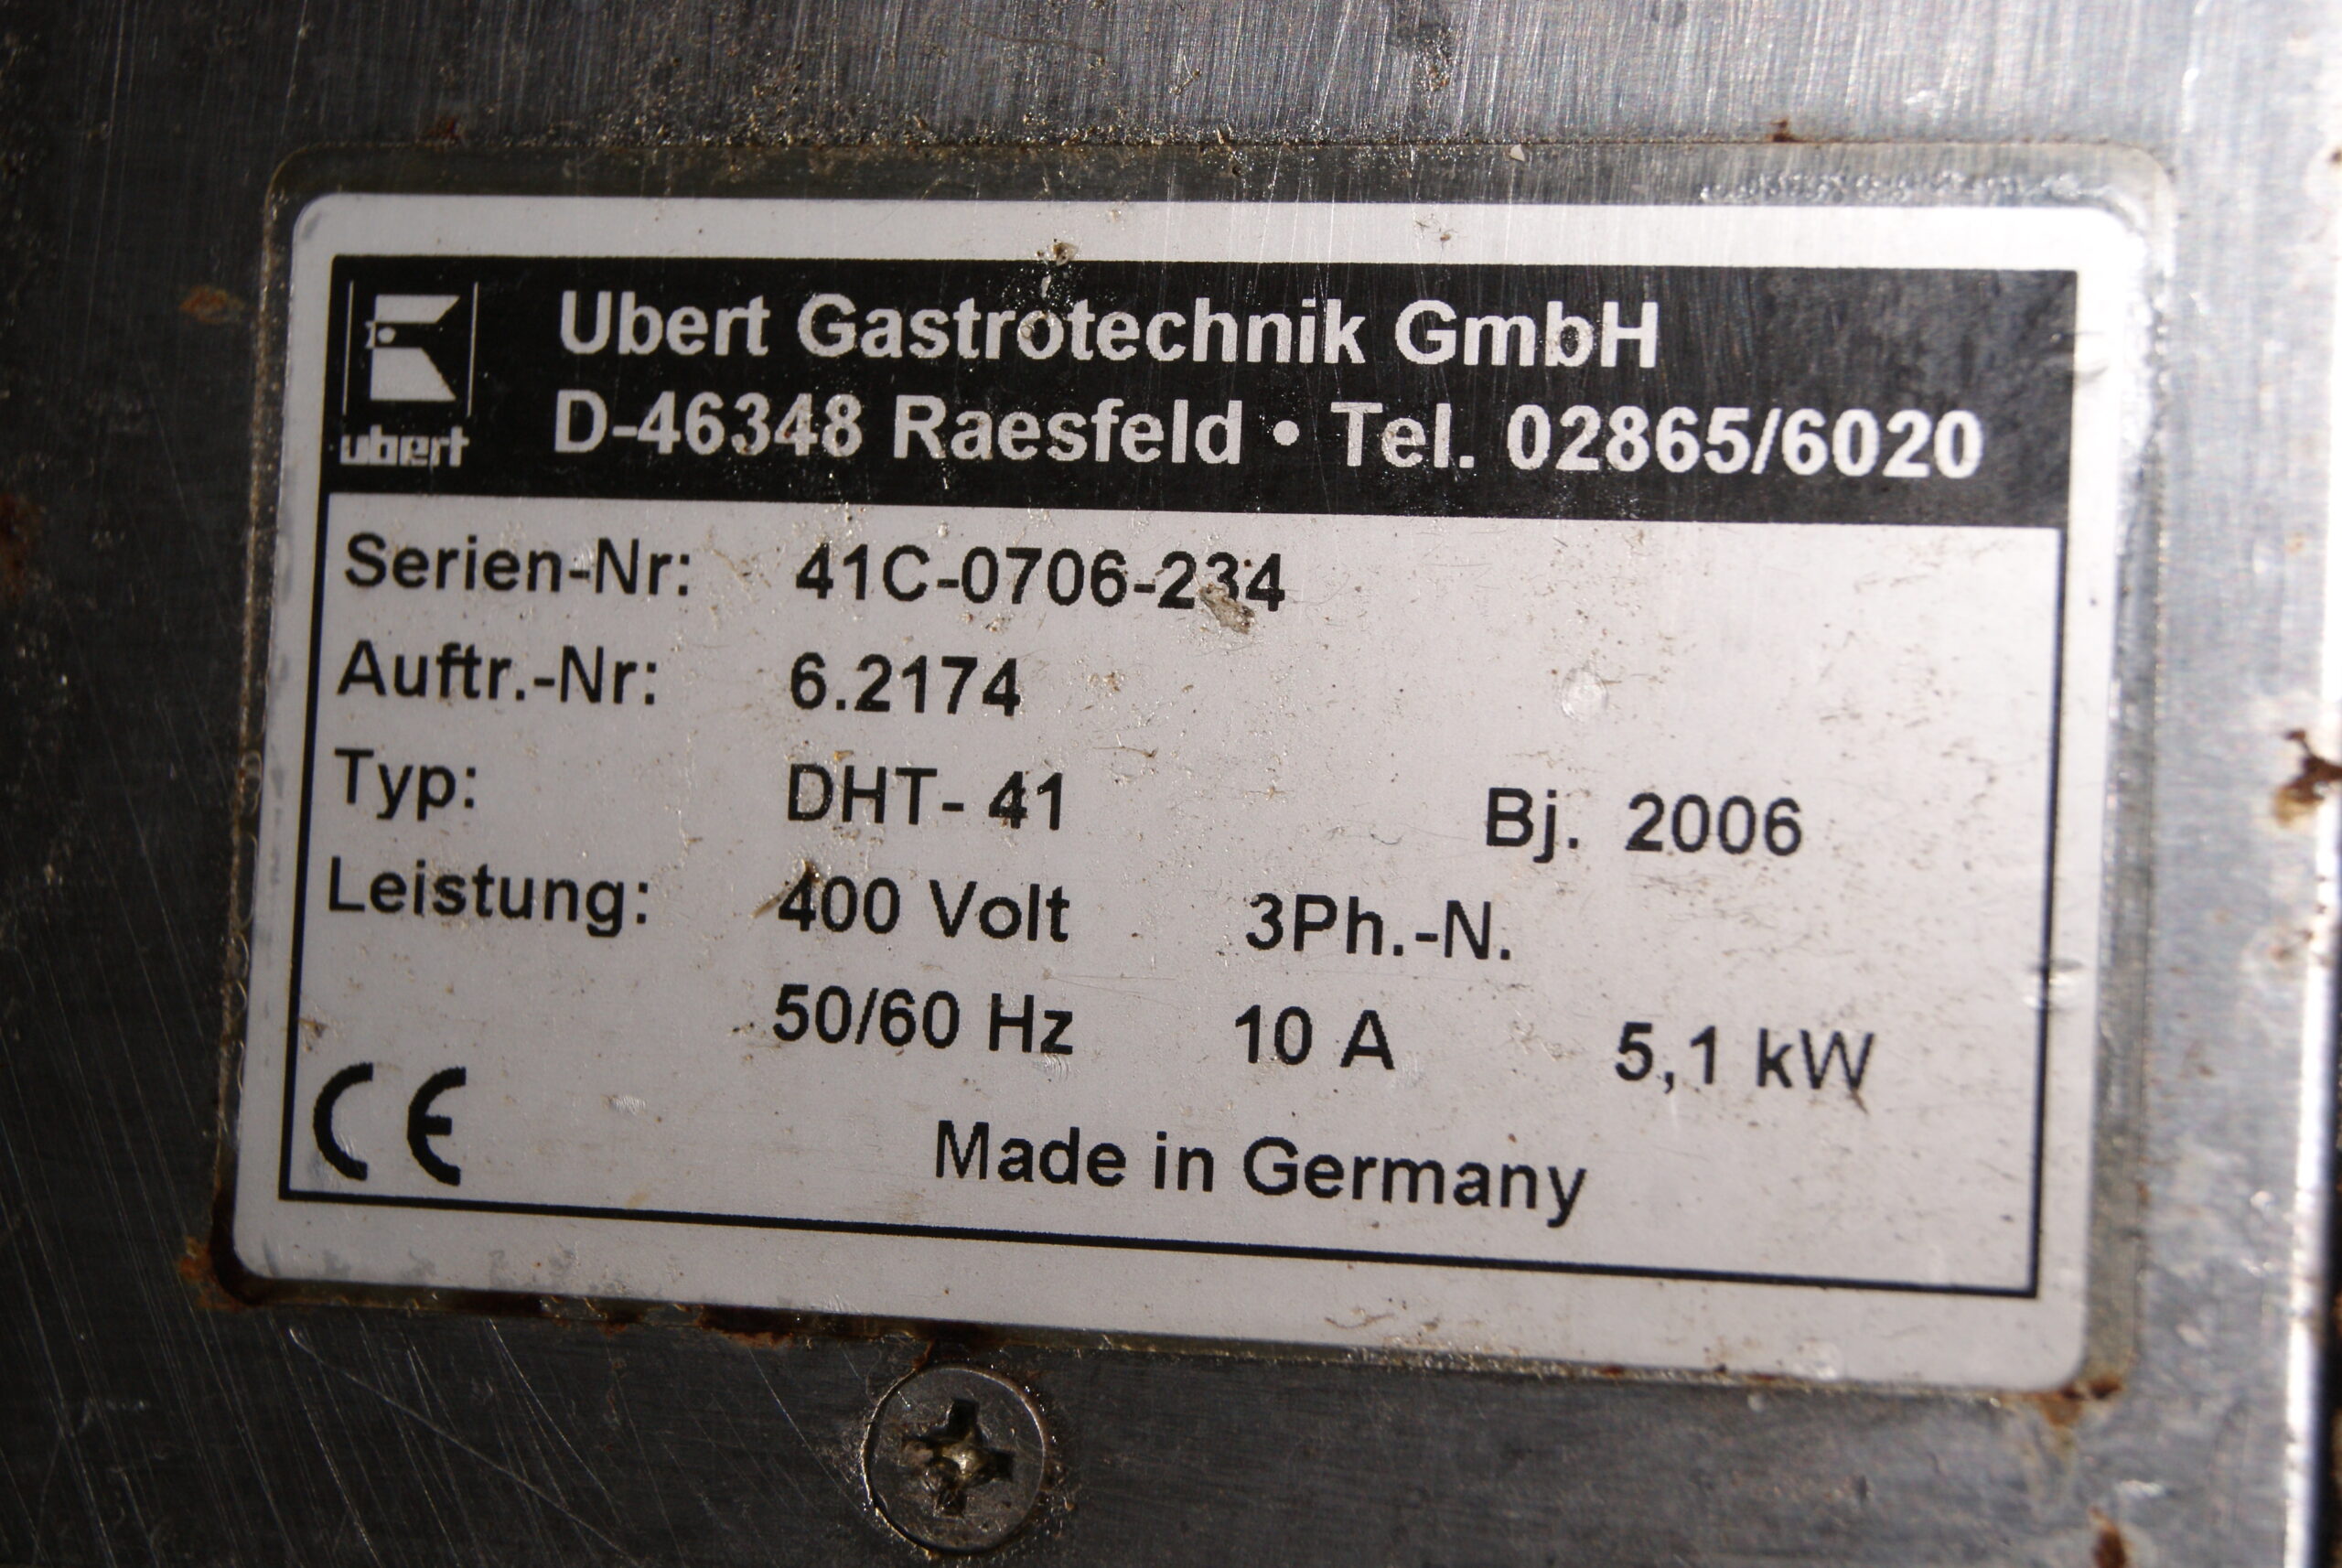 Ubert Gastrotechnik GmbH
D-46348 Raesfeld • Tel. 02865/6020
ubert
Serien-Nr: 41C-0706-234
Auftr.-Nr: 6.2174
Typ: DHT- 41 Bj. 2006
Leistung: 400 Volt 3Ph.-N.
50/60 Hz 10 A 5,1 kW
CE
Made in Germany